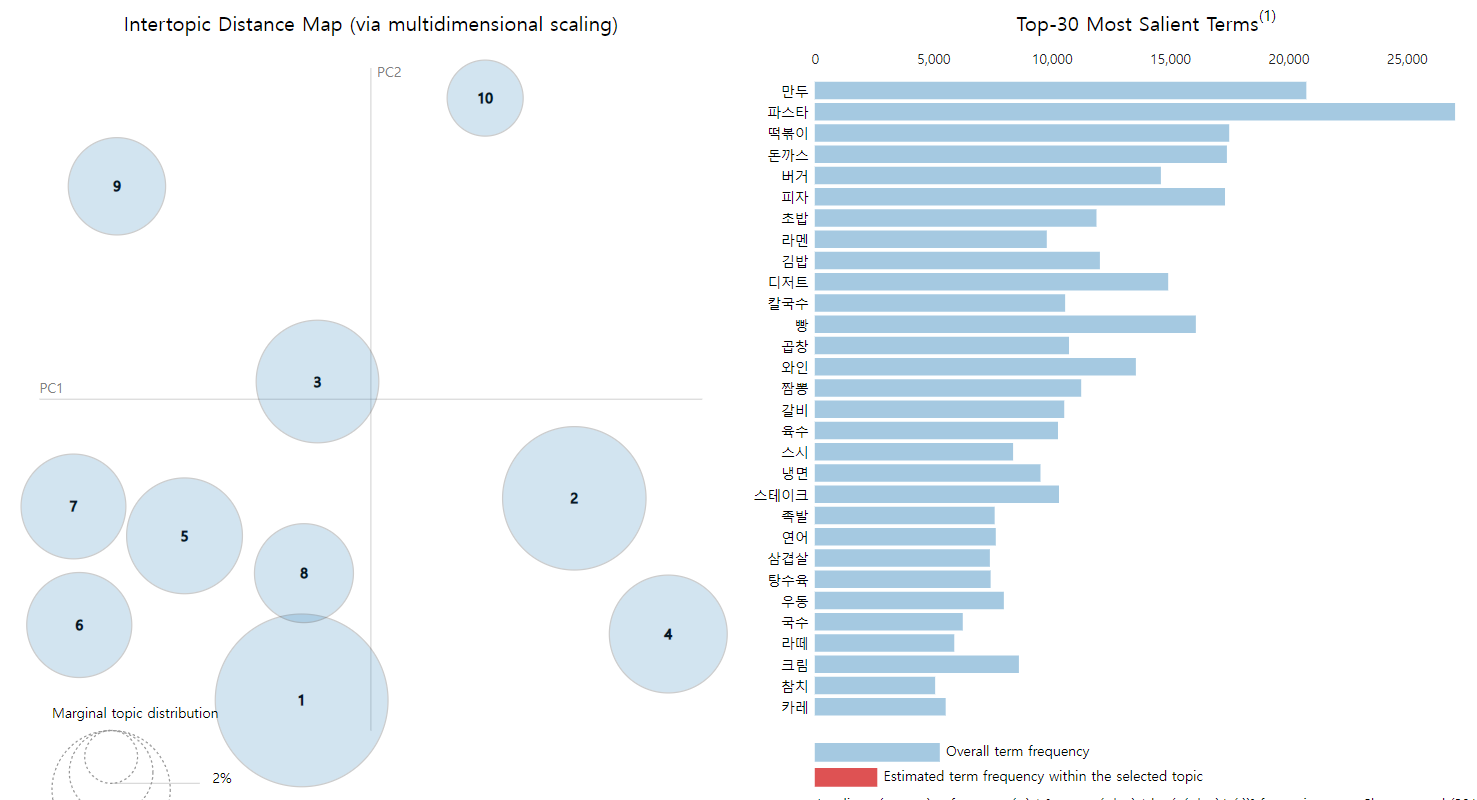 Intertopic Distance Map (via multidimensional scaling)
PC2
PC1
10
9
3
2
7
5
8
6
4
1
Marginal topic distribution
2%
Top-30 Most Salient Terms(1)
0 5,000 10,000 15,000 20,000 25,000
만두
파스타
떡볶이
돈까스
버거
피자
초밥
라멘
김밥
디저트
칼국수
빵
곱창
와인
짬뽕
갈비
육수
스시
냉면
스테이크
족발
연어
삼겹살
탕수육
우동
국수
라떼
크림
참치
카레
Overall term frequency
Estimated term frequency within the selected topic